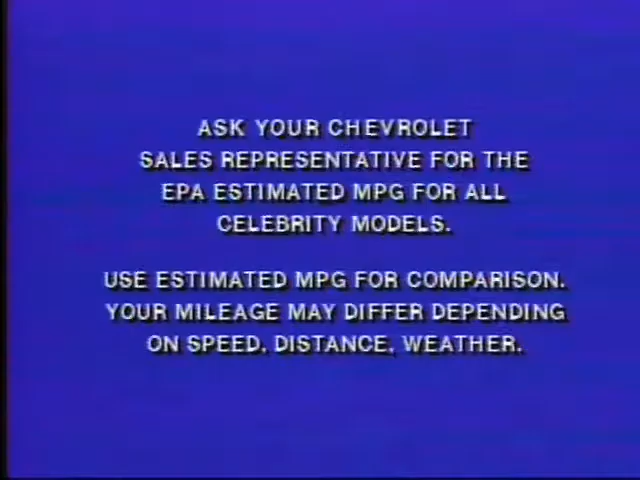 ASK YOUR CHEVROLET
SALES REPRESENTATIVE FOR THE
EPA ESTIMATED MPG FOR ALL
CELEBRITY MODELS.
USE ESTIMATED MPG FOR COMPARISON.
YOUR MILEAGE MAY DIFFER DEPENDING
ON SPEED, DISTANCE, WEATHER.